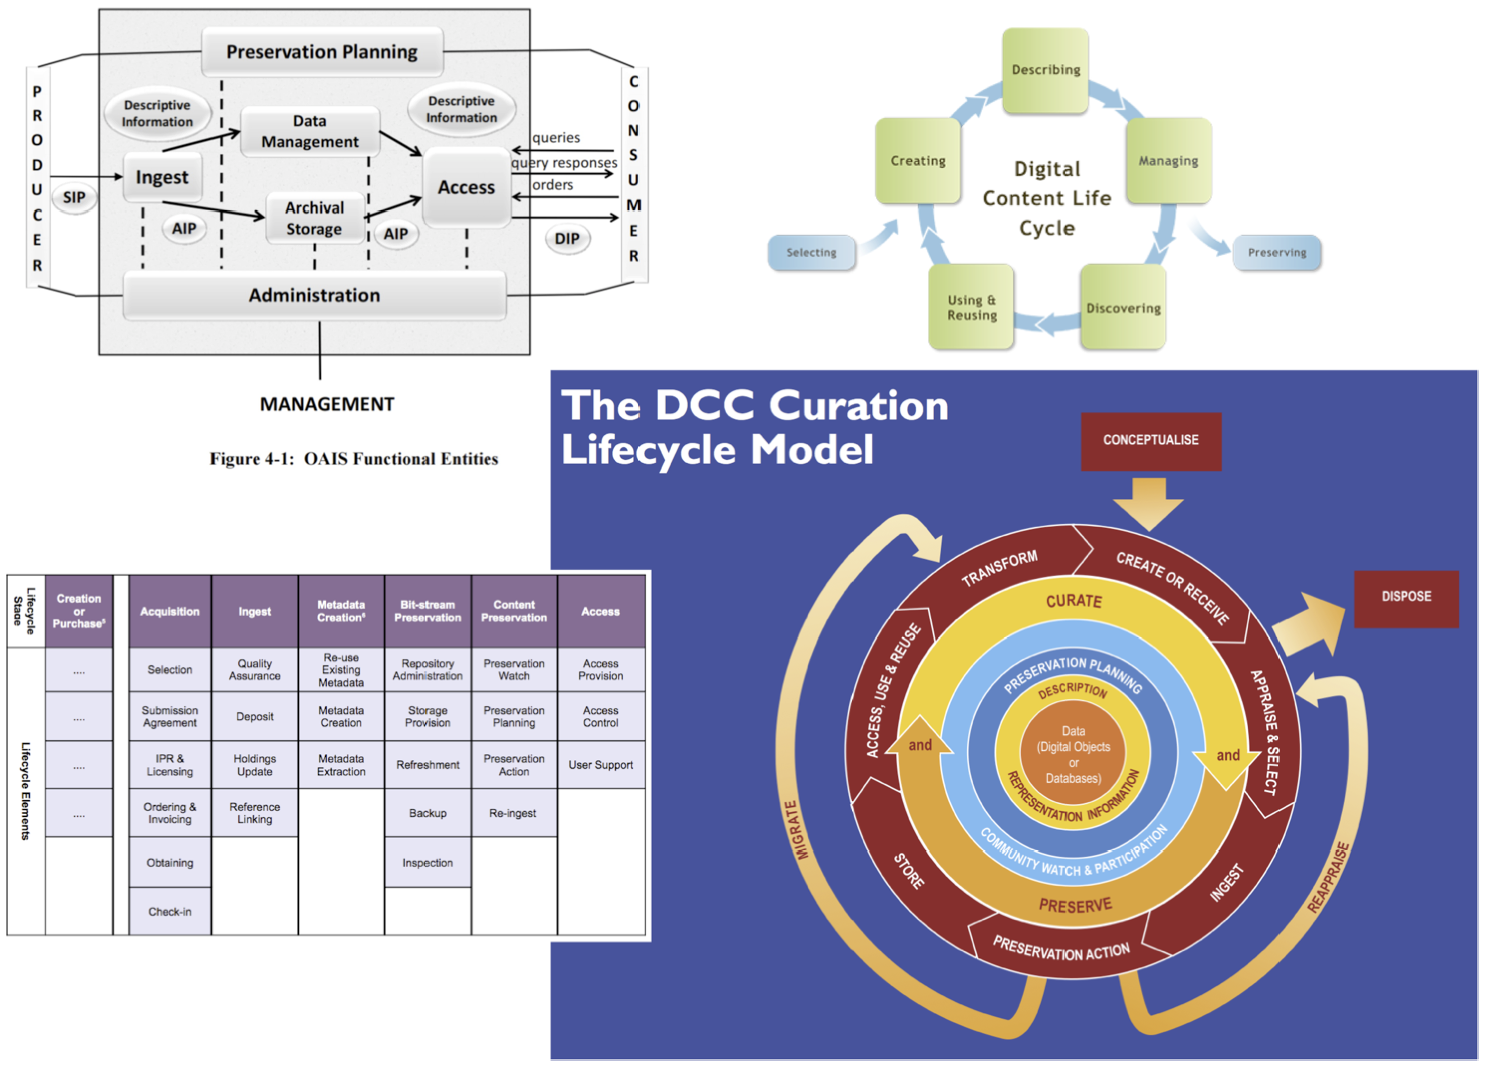 Preservation Planning
PRODUCER
CONSUMER
Descriptive
Information
Descriptive
Information
Data
Management
queries
query responses
orders
Ingest
Access
SIP
AIP
Archival
Storage
AIP
DIP
Administration
MANAGEMENT
Figure 4-1: OAIS Functional Entities
Describing
Creating
Managing
Digital
Content Life
Cycle
Selecting
Preserving
Using &
Reusing
Discovering
Lifecycle
Stage
Creation
or
Purchase⁵
Acquisition
Ingest
Metadata
Creation⁶
Bit-stream
Preservation
Content
Preservation
Access
Lifecycle Elements
....
Selection
Quality
Assurance
Re-use
Existing
Metadata
Repository
Administration
Preservation
Watch
Access
Provision
....
Submission
Agreement
Deposit
Metadata
Creation
Storage
Provision
Preservation
Planning
Access
Control
....
IPR &
Licensing
Holdings
Update
Metadata
Extraction
Refreshment
Preservation
Action
User Support
....
Ordering &
Invoicing
Reference
Linking
Backup
Re-ingest
Obtaining
Inspection
Check-in
The DCC Curation
Lifecycle Model
CONCEPTUALISE
DISPOSE
TRANSFORM
CREATE OR RECEIVE
APPRAISE & SELECT
INGEST
PRESERVATION ACTION
STORE
ACCESS, USE & REUSE
MIGRATE
REAPPRAISE
CURATE
and
PRESERVE
and
COMMUNITY WATCH & PARTICIPATION
PRESERVATION PLANNING
DESCRIPTION
REPRESENTATION INFORMATION
Data
(Digital Objects
or
Databases)